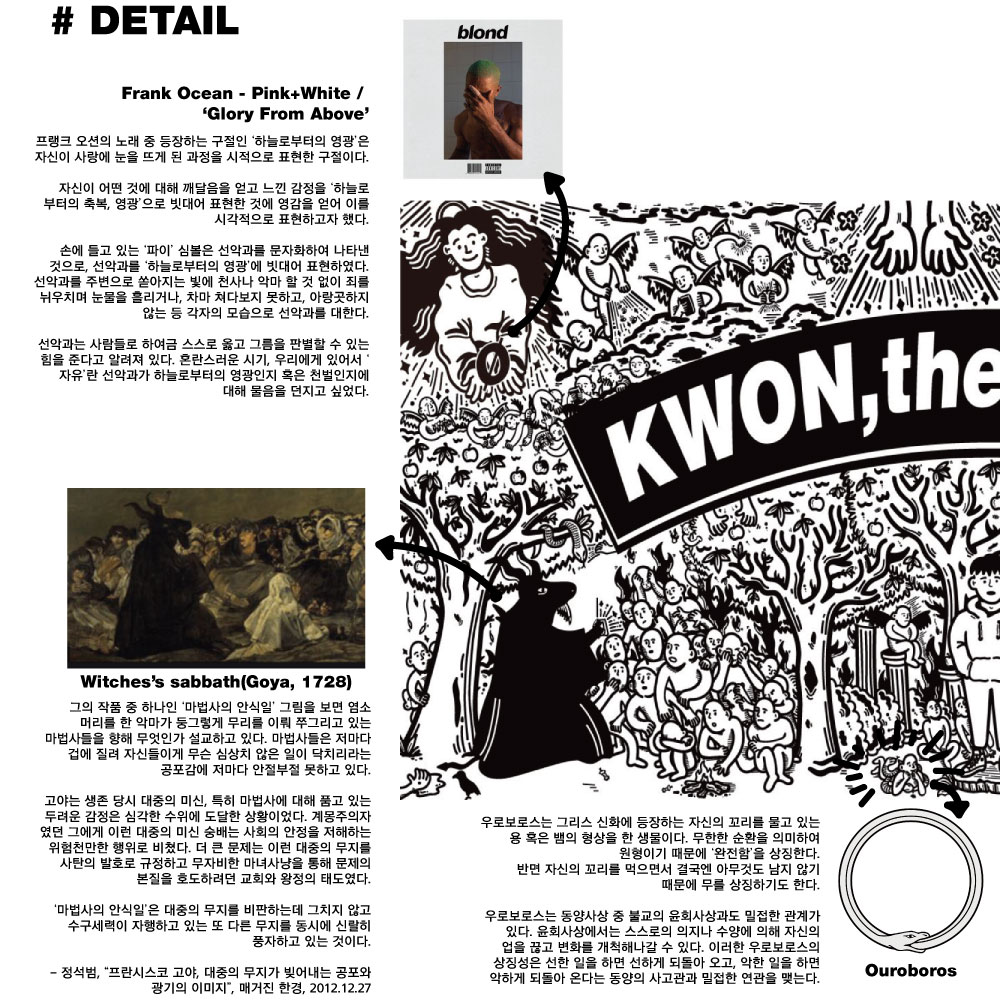 # DETAIL
blond
Frank Ocean - Pink+White /
‘Glory From Above’
프랭크 오션의 노래 중 등장하는 구절인 ‘하늘로부터의 영광’은
자신이 사랑에 눈을 뜨게 된 과정을 시적으로 표현한 구절이다.
자신이 어떤 것에 대해 깨달음을 얻고 느낀 감정을 ‘하늘로
부터의 축복, 영광’으로 빗대어 표현한 것에 영감을 얻어 이를
시각적으로 표현하고자 했다.
손에 들고 있는 ‘파이’ 심볼은 선악과를 문자화하여 나타낸
것으로, 선악과를 ‘하늘로부터의 영광’에 빗대어 표현하였다.
선악과를 주변으로 쏟아지는 빛에 천사나 악마 할 것 없이 죄를
뉘우치며 눈물을 흘리거나, 차마 쳐다보지 못하고, 아랑곳하지
않는 등 각자의 모습으로 선악과를 대한다.
선악과는 사람들로 하여금 스스로 옳고 그름을 판별할 수 있는
힘을 준다고 알려져 있다. 혼란스러운 시기, 우리에게 있어서 ‘
자유’란 선악과가 하늘로부터의 영광인지 혹은 천벌인지에
대해 물음을 던지고 싶었다.
KWON,the
Witches’s sabbath(Goya, 1728)
그의 작품 중 하나인 ‘마법사의 안식일’ 그림을 보면 염소
머리를 한 악마가 둥그렇게 무리를 이뤄 쭈그리고 있는
마법사들을 향해 무엇인가 설교하고 있다. 마법사들은 저마다
겁에 질려 자신들이게 무슨 심상치 않은 일이 닥치리라는
공포감에 저마다 안절부절 못하고 있다.
고야는 생존 당시 대중의 미신, 특히 마법사에 대해 품고 있는
두려운 감정은 심각한 수위에 도달한 상황이었다. 계몽주의자
였던 그에게 이런 대중의 미신 숭배는 사회의 안정을 저해하는
위험천만한 행위로 비쳤다. 더 큰 문제는 이런 대중의 무지를
사탄의 발호로 규정하고 무자비한 마녀사냥을 통해 문제의
본질을 호도하려던 교회와 왕정의 태도였다.
‘마법사의 안식일’은 대중의 무지를 비판하는데 그치지 않고
수구세력이 자행하고 있는 또 다른 무지를 동시에 신랄히
풍자하고 있는 것이다.
– 정석범, “프란시스코 고야, 대중의 무지가 빚어내는 공포와
광기의 이미지”, 매거진 한경, 2012.12.27
우로보로스는 그리스 신화에 등장하는 자신의 꼬리를 물고 있는
용 혹은 뱀의 형상을 한 생물이다. 무한한 순환을 의미하여
원형이기 때문에 ‘완전함’을 상징한다.
반면 자신의 꼬리를 먹으면서 결국엔 아무것도 남지 않기
때문에 무를 상징하기도 한다.
우로보로스는 동양사상 중 불교의 윤회사상과도 밀접한 관계가
있다. 윤회사상에서는 스스로의 의지나 수양에 의해 자신의
업을 끊고 변화를 개척해나갈 수 있다. 이러한 우로보로스의
상징성은 선한 일을 하면 선하게 되돌아 오고, 악한 일을 하면
악하게 되돌아 온다는 동양의 사고관과 밀접한 연관을 맺는다.
Ouroboros